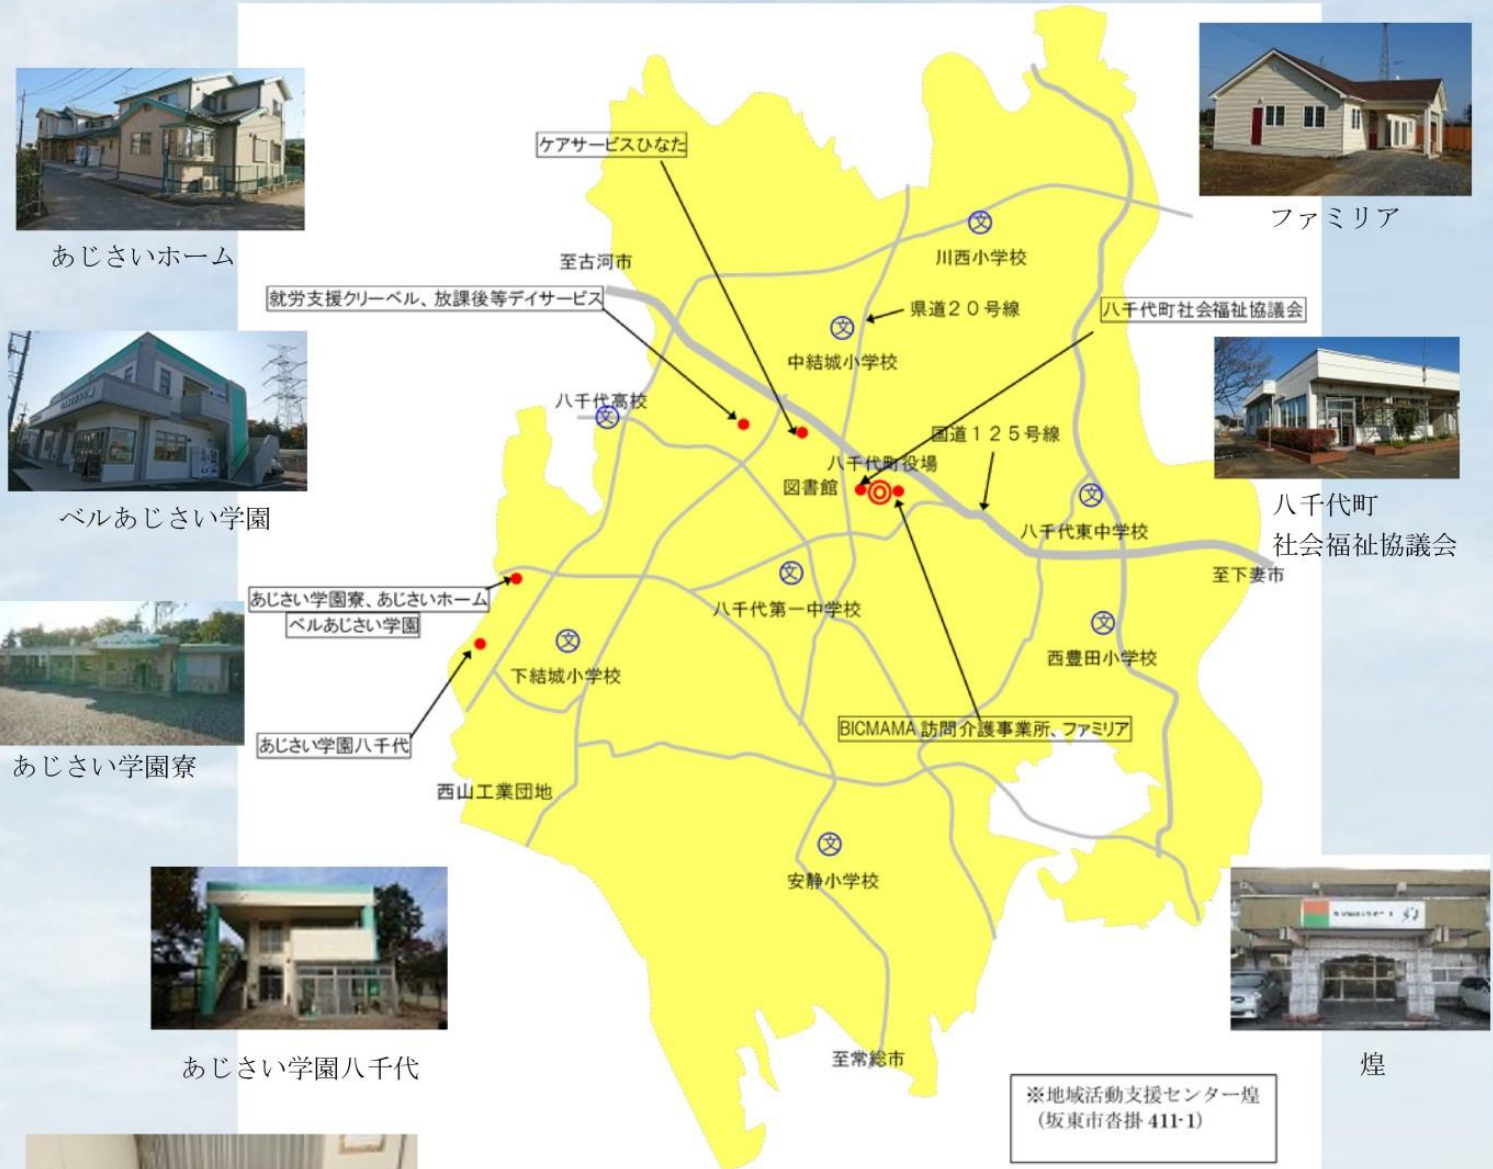 ケアサービスひなた
ファミリア
あじさいホーム
川西小学校
至古河市
就労支援クリーベル、放課後等デイサービス
県道20号線
八千代町社会福祉協議会
中結城小学校
八千代高校
国道125号線
八千代町役場
図書館
ベルあじさい学園
八千代町
社会福祉協議会
八千代東中学校
至下妻市
あじさい学園寮、あじさいホーム
ベルあじさい学園
八千代第一中学校
西豊田小学校
下結城小学校
BICMAMA 訪問介護事業所、ファミリア
あじさい学園八千代
あじさい学園寮
西山工業団地
安静小学校
至常総市
あじさい学園八千代
煌
※地域活動支援センター煌
(坂東市沓掛 411-1)
文
文
文
文
文
文
文
文